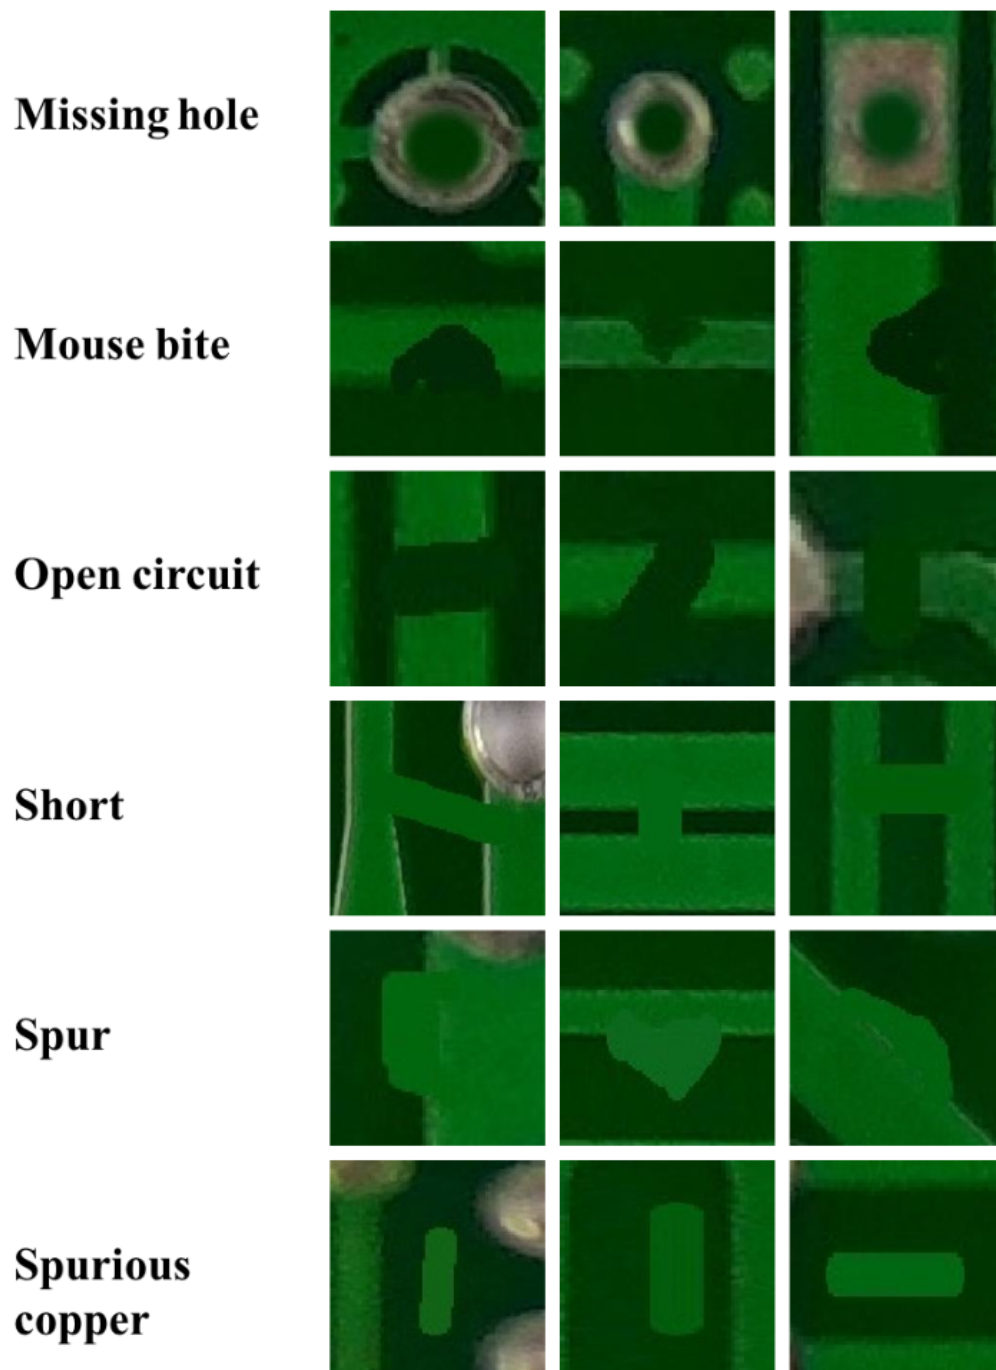 Missing hole
Mouse bite
Open circuit
Short
Spur
Spurious
copper